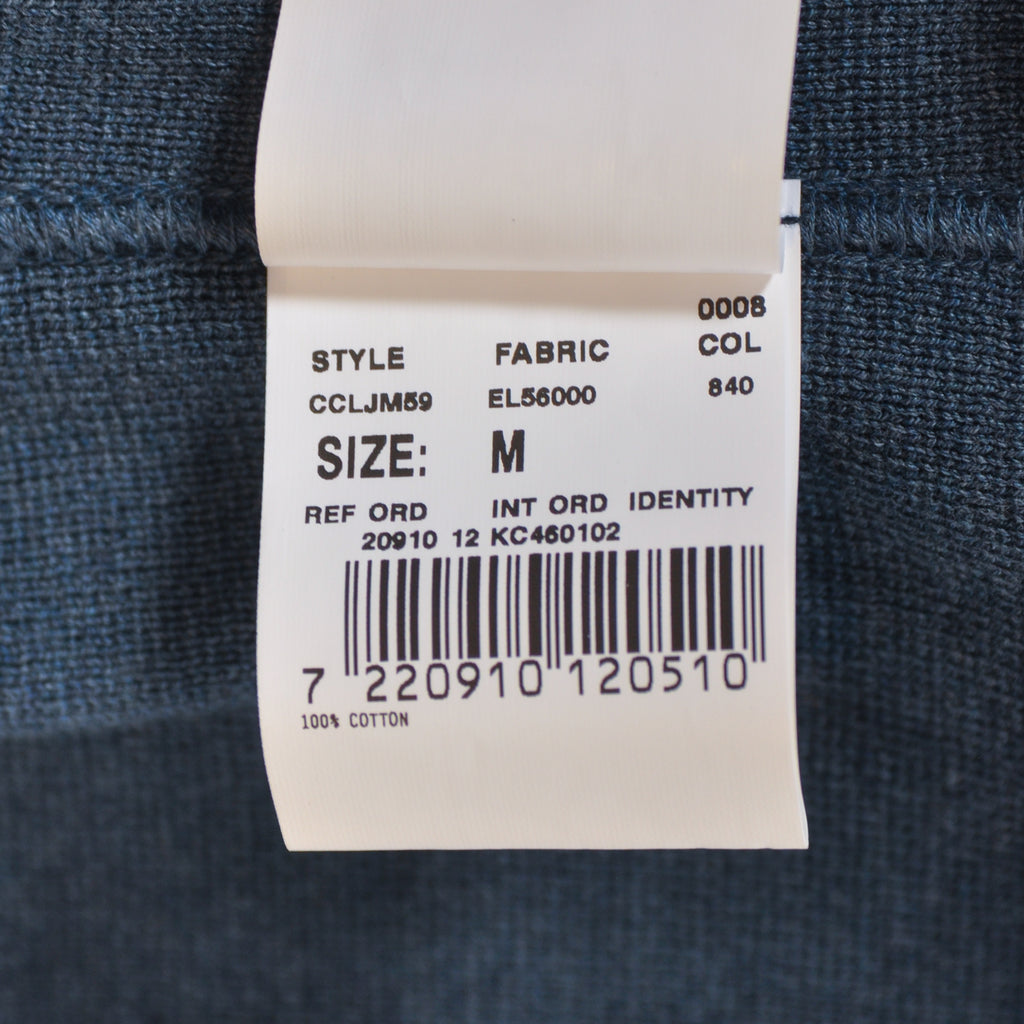 0008
STYLE FABRIC COL
CCLJM59 EL56000 840
SIZE: M
REF ORD INT ORD IDENTITY
20910 12 KC460102
7 220910 120510
100% COTTON